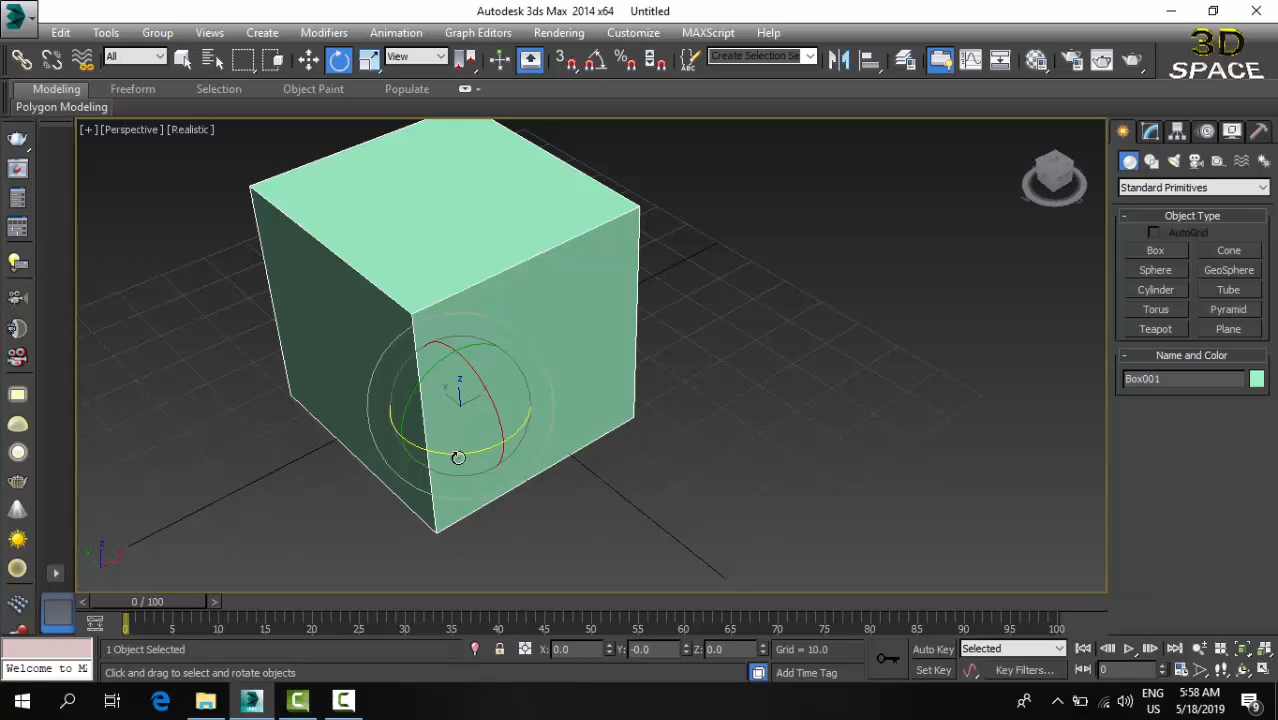 Autodesk 3ds Max 2014 x64 Untitled
Edit Tools Group Views Create Modifiers Animation Graph Editors Rendering Customize MAXScript Help
3D
SPACE
All View Create Selection Se
Modeling Freeform Selection Object Paint Populate
Polygon Modeling
[+] [Perspective] [Realistic]
Standard Primitives
Object Type
AutoGrid
Box Cone
Sphere GeoSphere
Cylinder Tube
Torus Pyramid
Teapot Plane
Name and Color
Box001
z
y
z
y x
0 / 100
0 5 10 15 20 25 30 35 40 45 50 55 60 65 70 75 80 85 90 95 100
1 Object Selected X: 0.0 Y: -0.0 Z: 0.0 Grid = 10.0 Auto Key Selected
Welcome to M Click and drag to select and rotate objects Add Time Tag Set Key Key Filters... 0
ENG 5:58 AM
US 5/18/2019
9